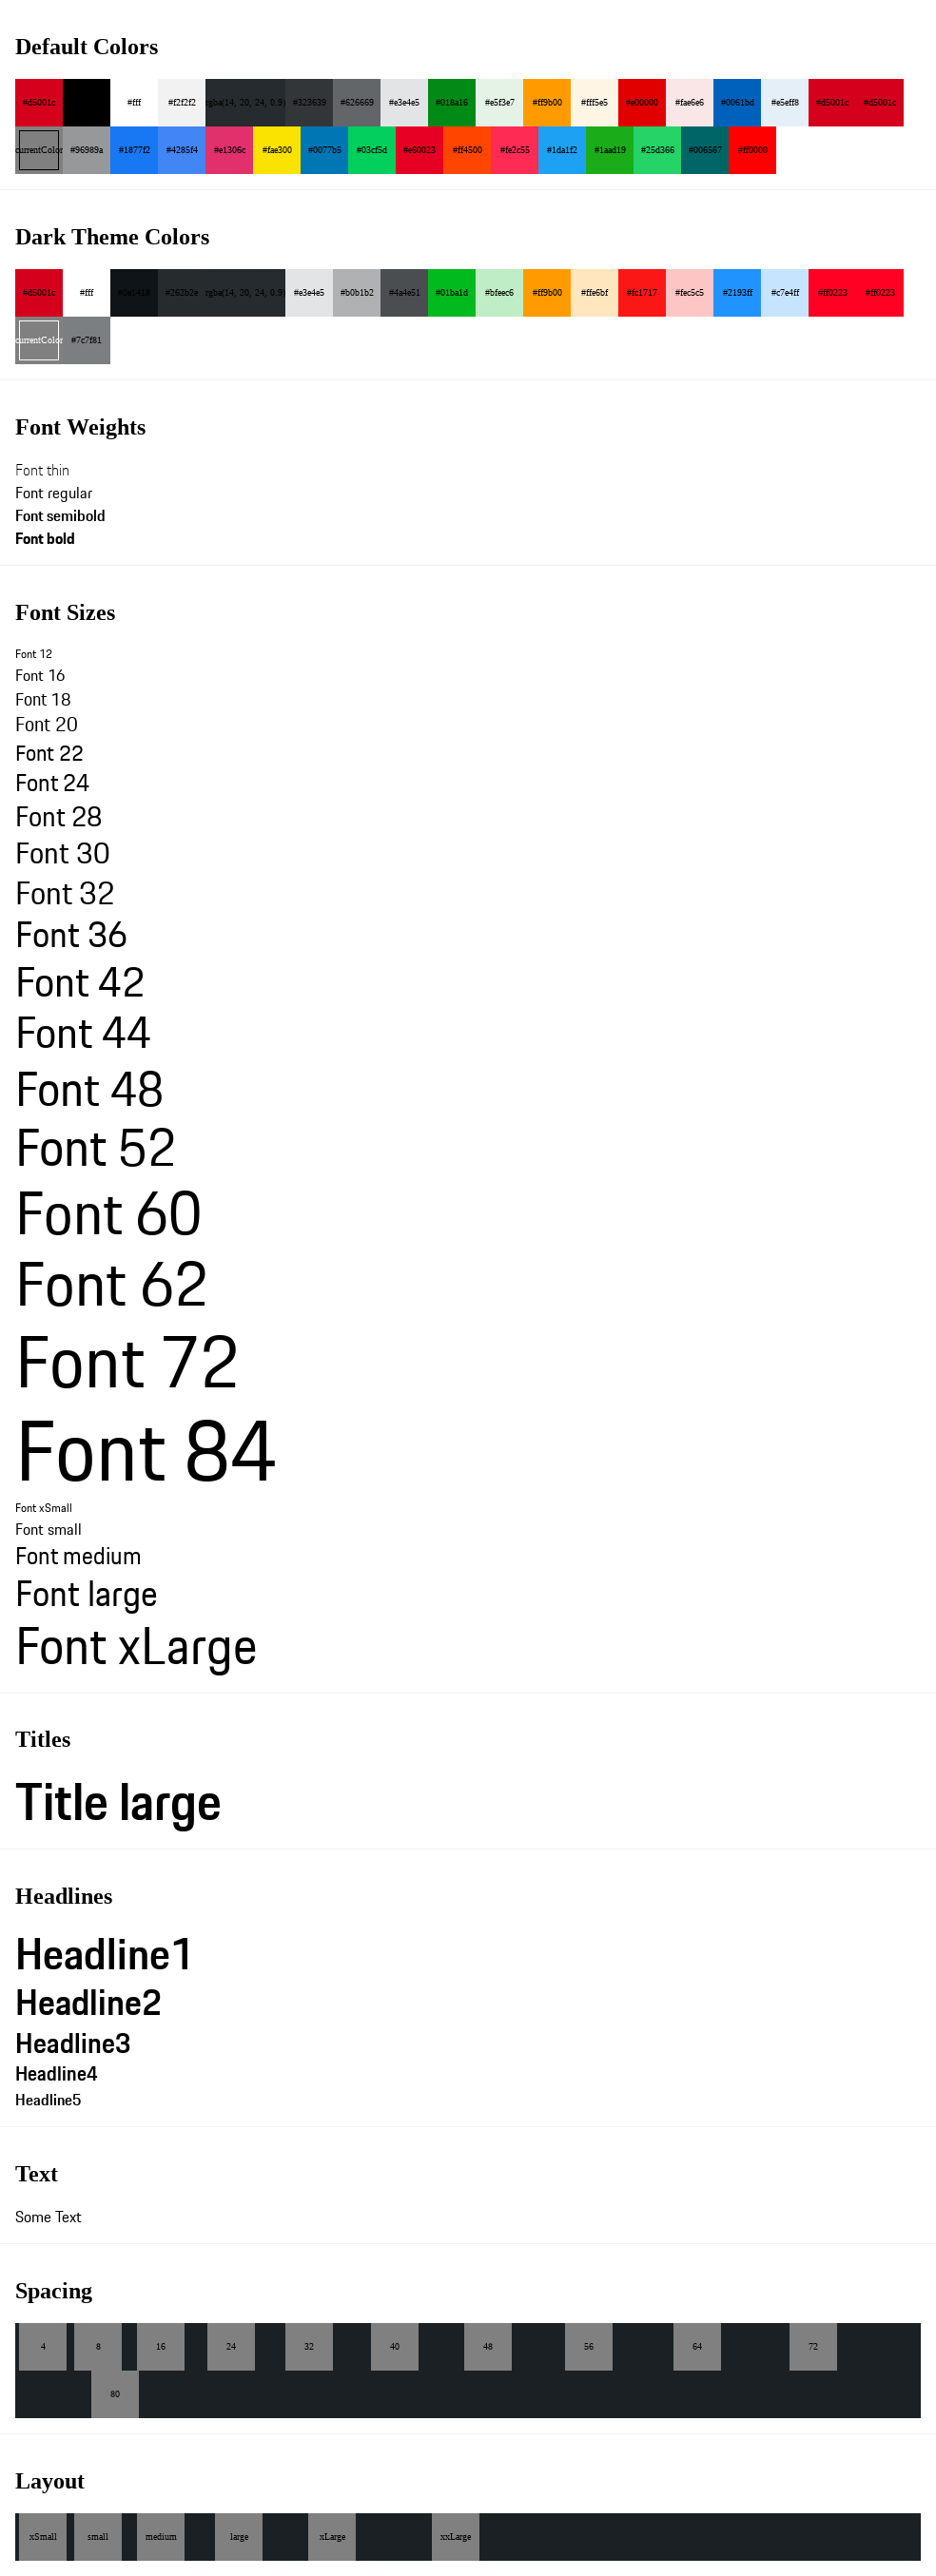 Default Colors
#d5001c #fff #f2f2f2 rgba(14, 20, 24, 0.9) #323639 #626669 #e3e4e5 #018a16 #e5f3e7 #ff9b00 #fff5e5 #e00000 #fae6e6 #0061bd #e5eff8 #d5001c #d5001c
currentColor #96989a #1877f2 #4285f4 #e1306c #fae300 #0077b5 #03cf5d #e60023 #ff4500 #fe2c55 #1da1f2 #1aad19 #25d366 #006567 #ff0000
Dark Theme Colors
#d5001c #fff #0e1418 #262b2e rgba(14, 20, 24, 0.9) #e3e4e5 #b0b1b2 #4a4e51 #01ba1d #bfeec6 #ff9b00 #ffe6bf #fc1717 #fec5c5 #2193ff #c7e4ff #ff0223 #ff0223
currentColor #7c7f81
Font Weights
Font thin
Font regular
Font semibold
Font bold
Font Sizes
Font 12
Font 16
Font 18
Font 20
Font 22
Font 24
Font 28
Font 30
Font 32
Font 36
Font 42
Font 44
Font 48
Font 52
Font 60
Font 62
Font 72
Font 84
Font xSmall
Font small
Font medium
Font large
Font xLarge
Titles
Title large
Headlines
Headline1
Headline2
Headline3
Headline4
Headline5
Text
Some Text
Spacing
4 8 16 24 32 40 48 56 64 72
80
Layout
xSmall small medium large xLarge xxLarge